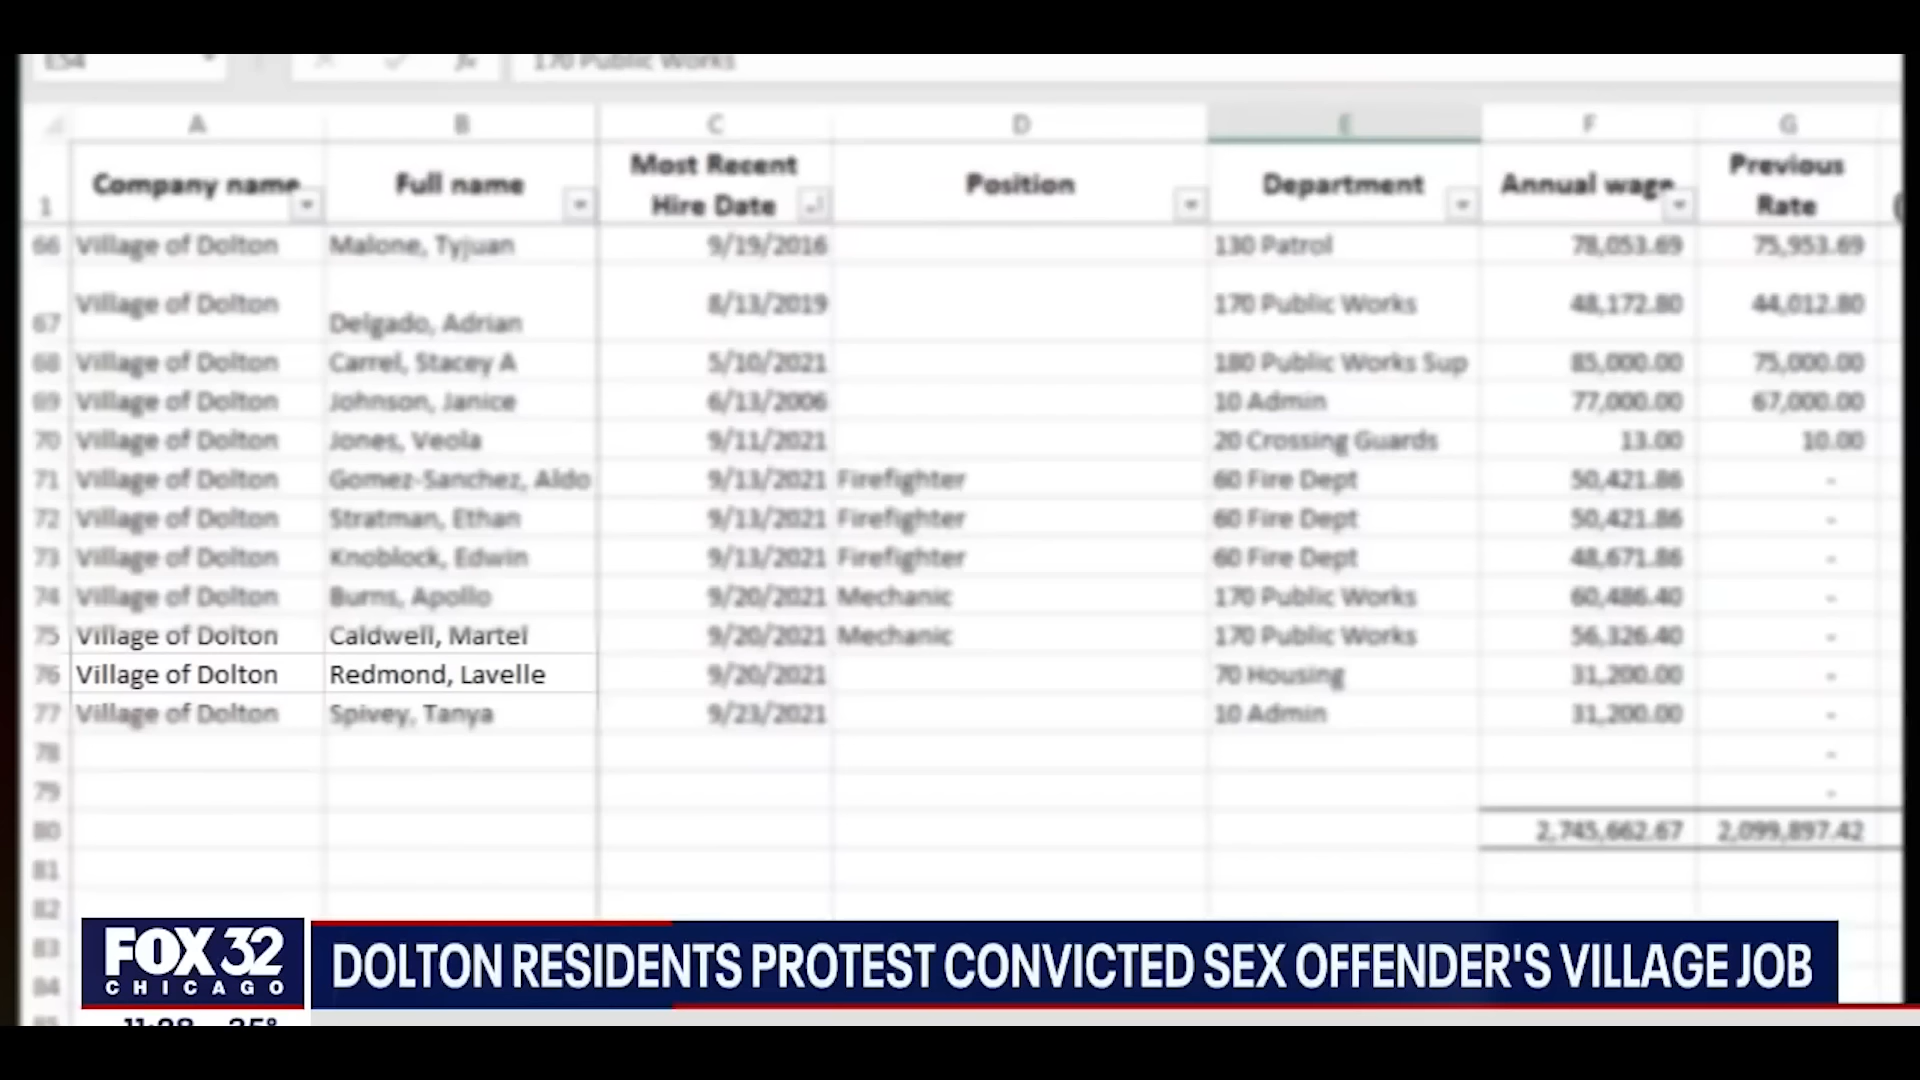 E54 fx 170 Public Works
A B C D E F G
1 Company name Full name Most Recent Hire Date Position Department Annual wage Previous Rate
66 Village of Dolton Malone, Tyjuan 9/19/2016 130 Patrol 78,053.69 75,953.69
67 Village of Dolton Delgado, Adrian 8/13/2019 170 Public Works 48,172.80 44,012.80
68 Village of Dolton Carrel, Stacey A 5/10/2021 180 Public Works Sup 85,000.00 75,000.00
69 Village of Dolton Johnson, Janice 6/13/2006 10 Admin 77,000.00 67,000.00
70 Village of Dolton Jones, Veola 9/11/2021 20 Crossing Guards 13.00 10.00
71 Village of Dolton Gomez-Sanchez, Aldo 9/13/2021 Firefighter 60 Fire Dept 50,421.86 -
72 Village of Dolton Stratman, Ethan 9/13/2021 Firefighter 60 Fire Dept 50,421.86 -
73 Village of Dolton Knoblock, Edwin 9/13/2021 Firefighter 60 Fire Dept 48,671.86 -
74 Village of Dolton Burns, Apollo 9/20/2021 Mechanic 170 Public Works 60,486.40 -
75 Village of Dolton Caldwell, Martel 9/20/2021 Mechanic 170 Public Works 56,326.40 -
76 Village of Dolton Redmond, Lavelle 9/20/2021 70 Housing 31,200.00 -
77 Village of Dolton Spivey, Tanya 9/23/2021 10 Admin 31,200.00 -
78 -
79 -
80 2,745,662.67 2,099,897.42
81
82
83
84
FOX 32
CHICAGO
DOLTON RESIDENTS PROTEST CONVICTED SEX OFFENDER'S VILLAGE JOB